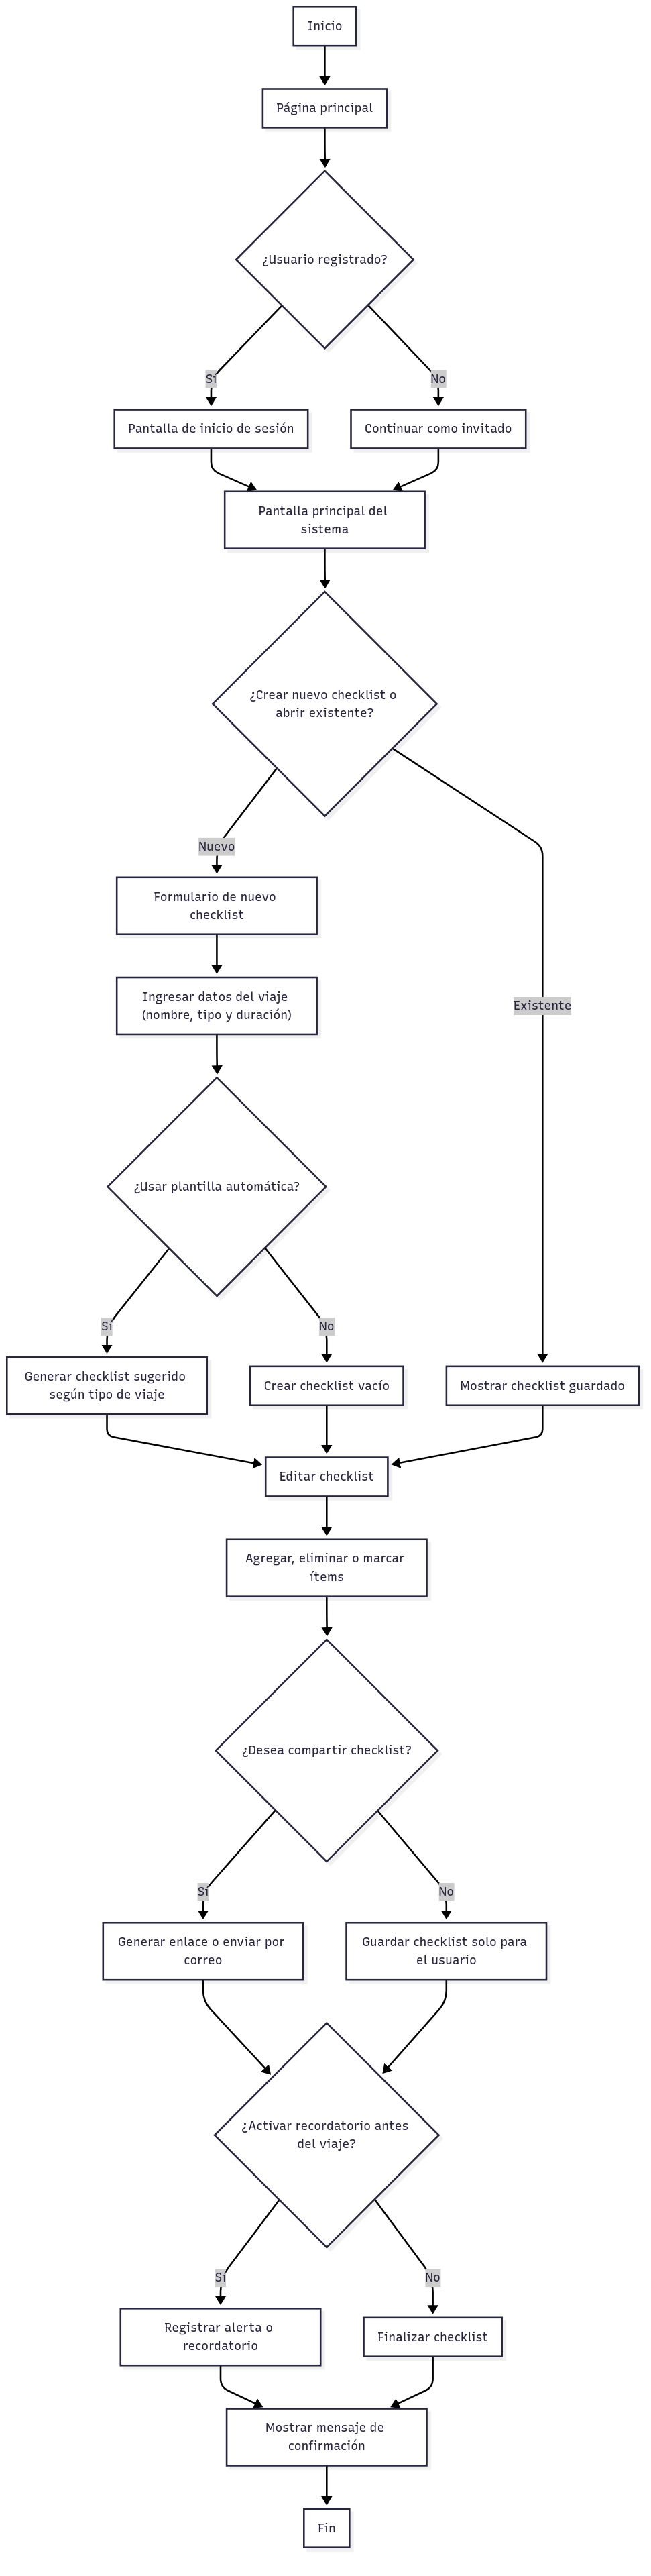 Inicio
Página principal
¿Usuario registrado?
Sí
No
Pantalla de inicio de sesión
Continuar como invitado
Pantalla principal del
sistema
¿Crear nuevo checklist o
abrir existente?
Nuevo
Formulario de nuevo
checklist
Ingresar datos del viaje
(nombre, tipo y duración)
Existente
¿Usar plantilla automática?
Sí
No
Generar checklist sugerido
según tipo de viaje
Crear checklist vacío
Mostrar checklist guardado
Editar checklist
Agregar, eliminar o marcar
ítems
¿Desea compartir checklist?
Sí
No
Generar enlace o enviar por
correo
Guardar checklist solo para
el usuario
¿Activar recordatorio antes
del viaje?
Sí
No
Registrar alerta o
recordatorio
Finalizar checklist
Mostrar mensaje de
confirmación
Fin